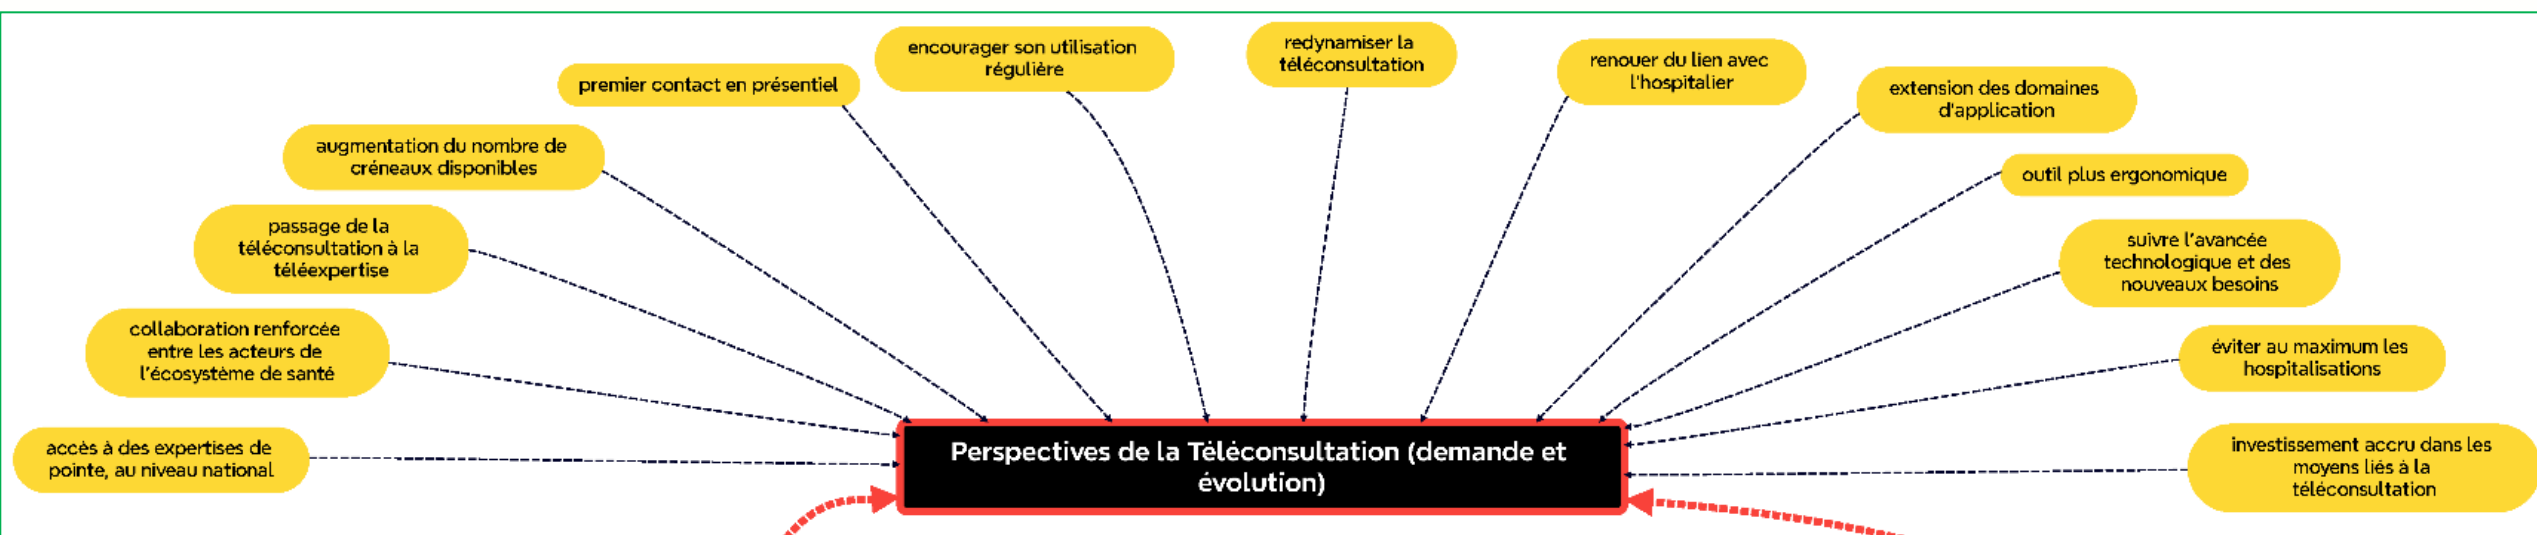 encourager son utilisation
régulière
redynamiser la
téléconsultation
renouer du lien avec
l'hospitalier
premier contact en présentiel
extension des domaines
d'application
augmentation du nombre de
créneaux disponibles
outil plus ergonomique
passage de la
téléconsultation à la
téléexpertise
suivre l'avancée
technologique et des
nouveaux besoins
collaboration renforcée
entre les acteurs de
l'écosystème de santé
éviter au maximum les
hospitalisations
accès à des expertises de
pointe, au niveau national
Perspectives de la Téléconsultation (demande et
évolution)
investissement accru dans les
moyens liés à la
téléconsultation